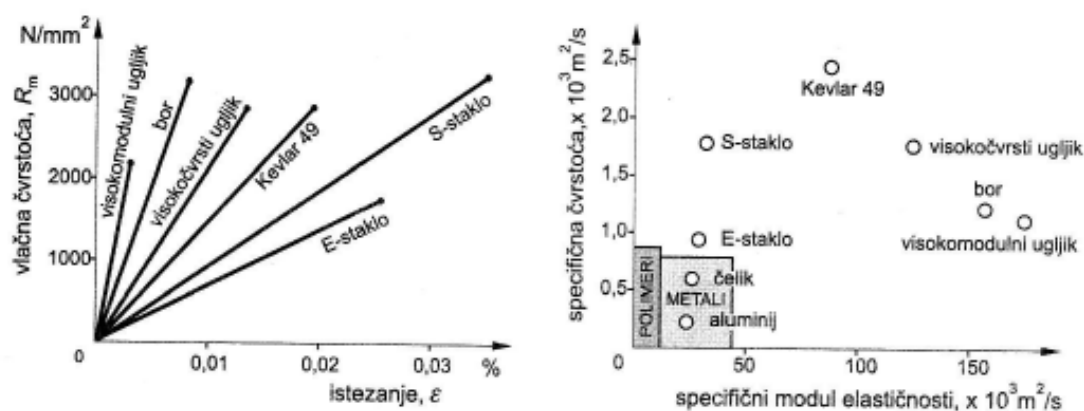 N/mm²
vlačna čvrstoća, Rm
3000
2000
1000
0
0,01
0,02
0,03
%
istezanje, ε
visokomodulni ugljik
bor
visokočvrsti ugljik
Kevlar 49
S-staklo
E-staklo
specifična čvrstoća, x 10³ m²/s
2,5
2,0
1,5
1,0
0,5
0
50
100
150
specifični modul elastičnosti, x 10³m²/s
Kevlar 49
S-staklo
visokočvrsti ugljik
bor
visokomodulni ugljik
E-staklo
čelik
METALI
aluminij
POLIMERI